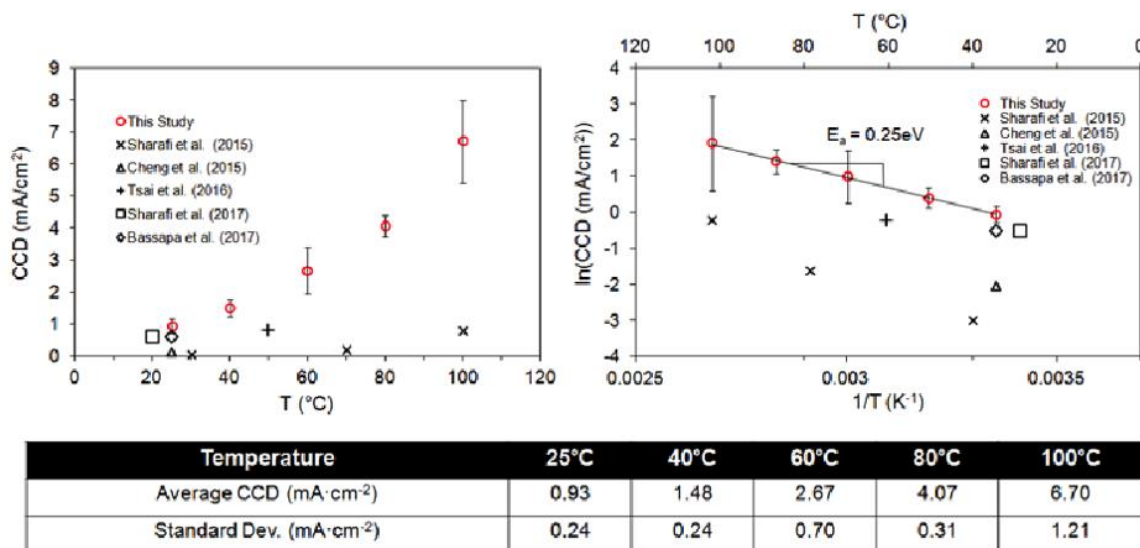 9
8
7
6
5
4
3
2
1
0
CCD (mA/cm²)
This Study
Sharafi et al. (2015)
Cheng et al. (2015)
Tsai et al. (2016)
Sharafi et al. (2017)
Bassapa et al. (2017)
0 20 40 60 80 100 120
T (°C)
T (°C)
120 100 80 60 40 20 0
4
3
2
1
0
-1
-2
-3
-4
ln(CCD (mA/cm²))
This Study
Sharafi et al. (2015)
Cheng et al. (2015)
Tsai et al. (2016)
Sharafi et al. (2017)
Bassapa et al. (2017)
Eₐ = 0.25eV
0.0025 0.003 0.0035
1/T (K⁻¹)
Temperature 25°C 40°C 60°C 80°C 100°C
Average CCD (mA·cm⁻²) 0.93 1.48 2.67 4.07 6.70
Standard Dev. (mA·cm⁻²) 0.24 0.24 0.70 0.31 1.21